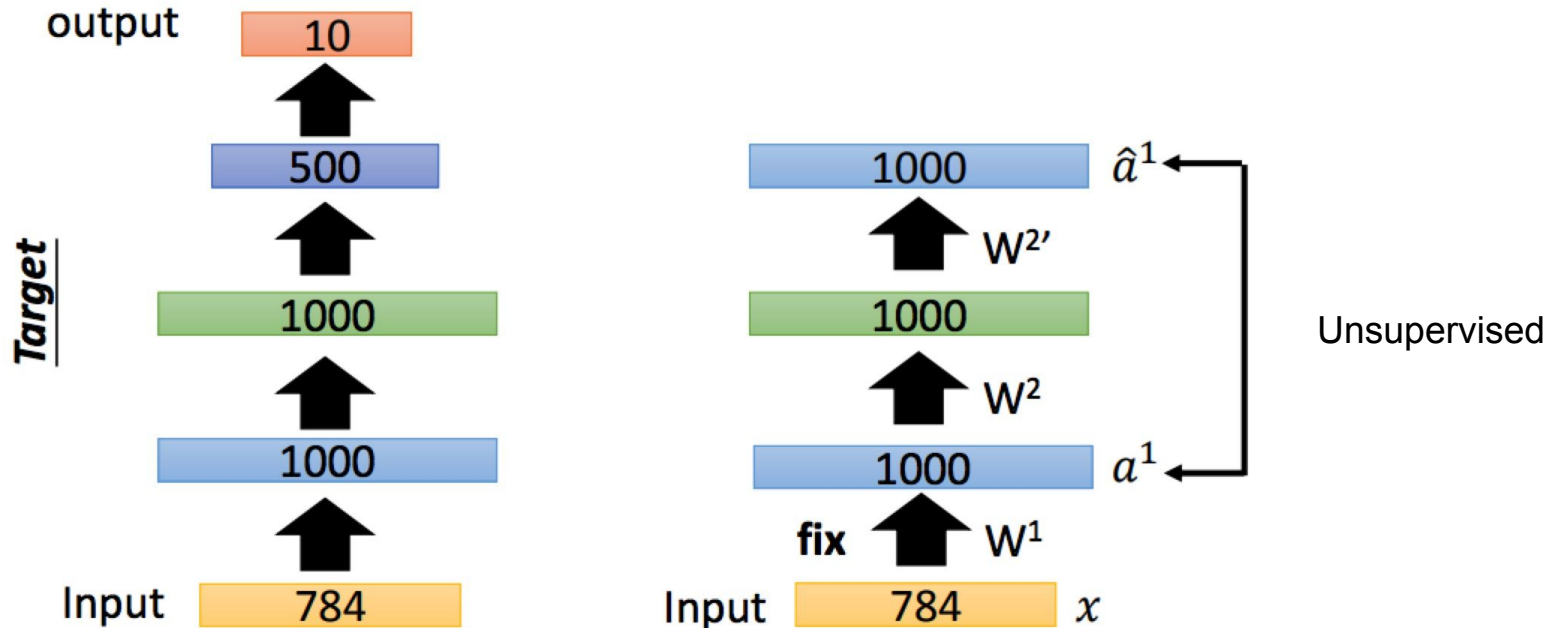 output
10
500
Target
1000
1000
Input
784
1000
â¹
W²′
1000
Unsupervised
W²
1000
a¹
fix
W¹
Input
784
x